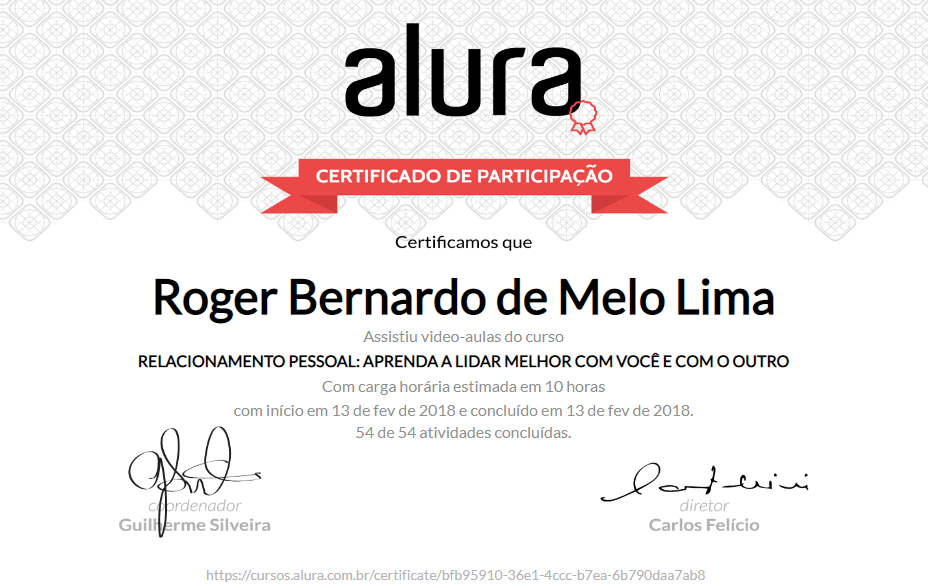 alura
CERTIFICADO DE PARTICIPAÇÃO
Certificamos que
Roger Bernardo de Melo Lima
Assistiu video-aulas do curso
RELACIONAMENTO PESSOAL: APRENDA A LIDAR MELHOR COM VOCÊ E COM O OUTRO
Com carga horária estimada em 10 horas
com início em 13 de fev de 2018 e concluído em 13 de fev de 2018.
54 de 54 atividades concluídas.
coordenador
Guilherme Silveira
diretor
Carlos Felício
https://cursos.alura.com.br/certificate/bfb95910-36e1-4ccc-b7ea-6b790daa7ab8